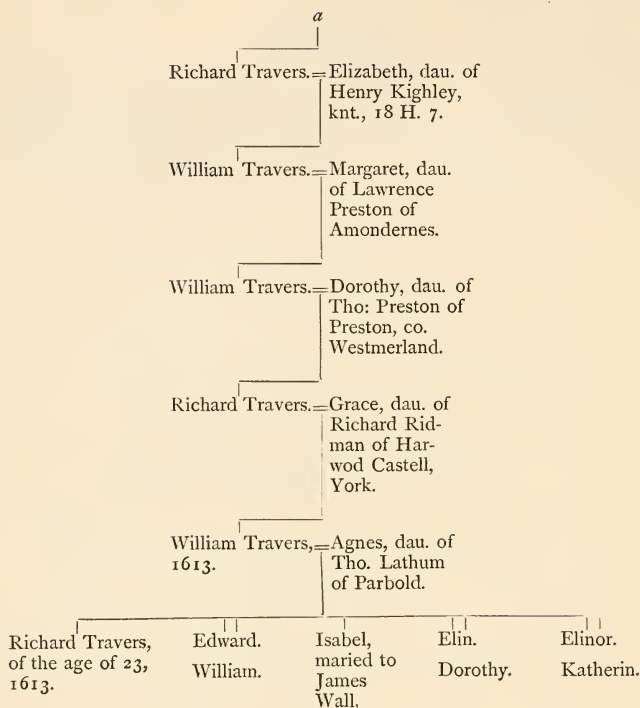 a
Richard Travers.=Elizabeth, dau. of
Henry Kighley,
knt., 18 H. 7.
William Travers.=Margaret, dau.
of Lawrence
Preston of
Amondernes.
William Travers.=Dorothy, dau. of
Tho: Preston of
Preston, co.
Westmerland.
Richard Travers.=Grace, dau. of
Richard Rid-
man of Har-
wod Castell,
York.
William Travers,=Agnes, dau. of
1613.
Tho. Lathum
of Parbold.
Richard Travers,
of the age of 23,
1613.
Edward.
William.
Isabel,
maried to
James
Wall,
Elin.
Dorothy.
Elinor.
Katherin.